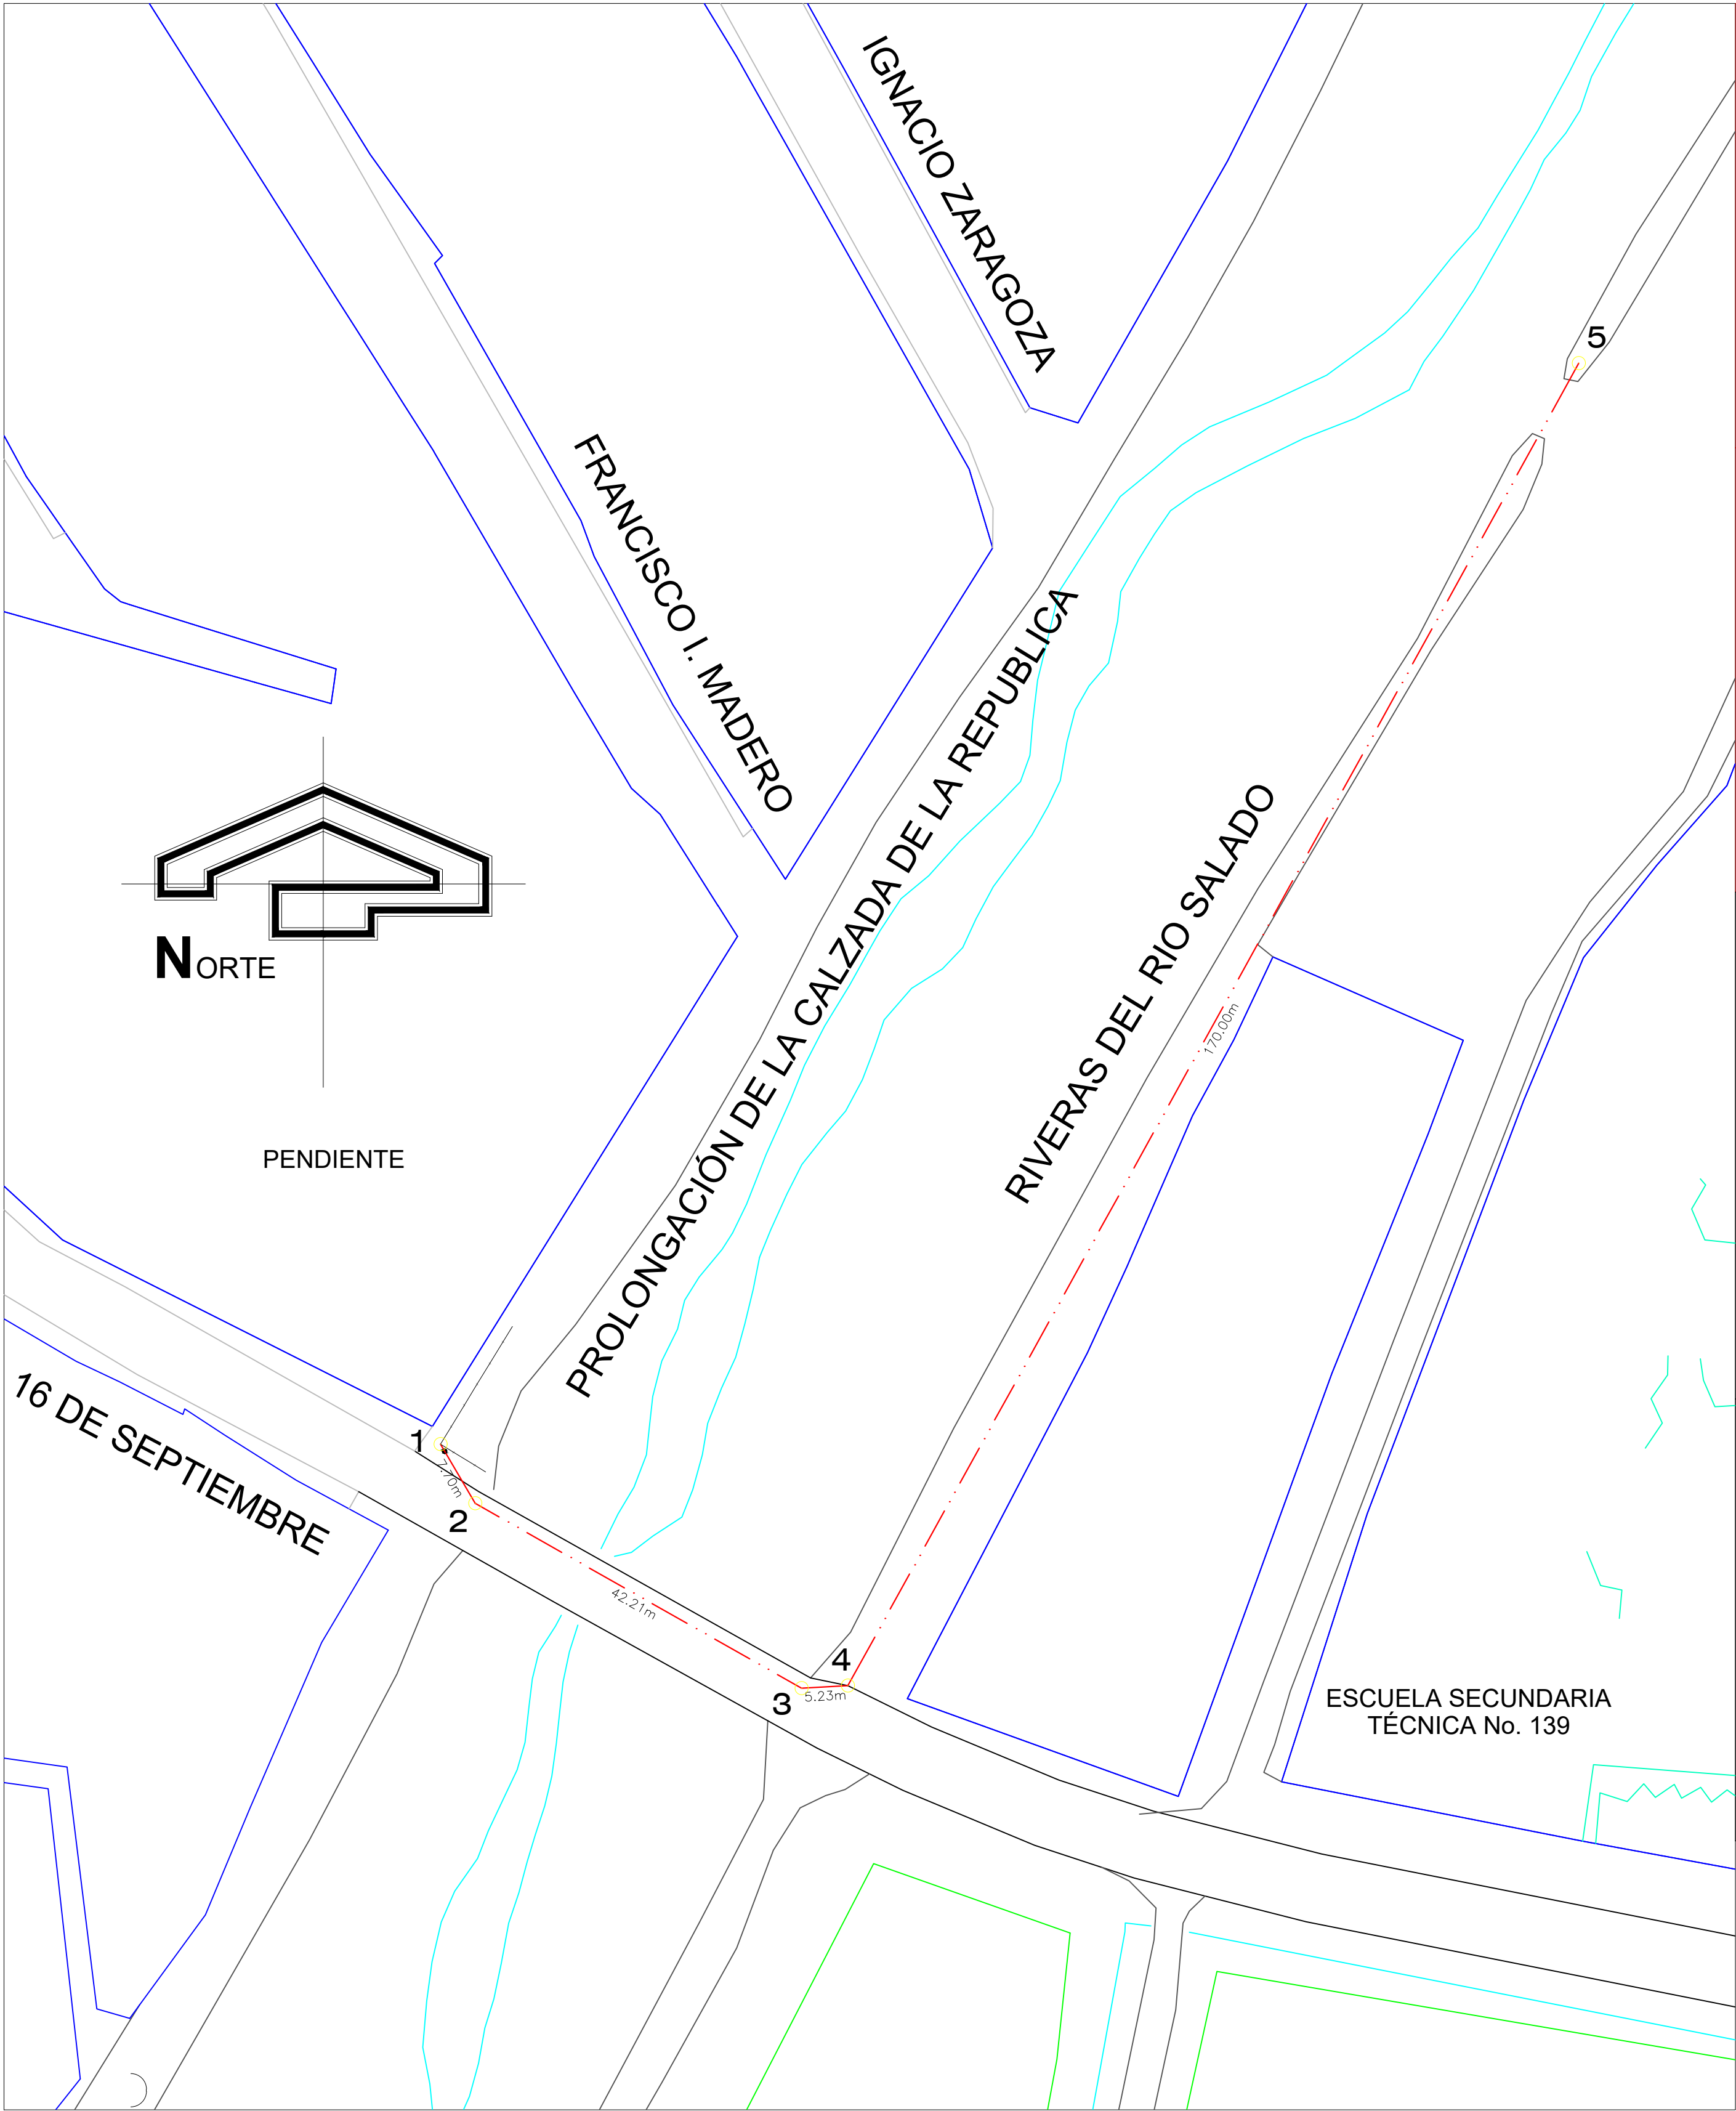 IGNACIO ZARAGOZA
5
FRANCISCO I. MADERO
PROLONGACIÓN DE LA CALZADA DE LA REPUBLICA
RIVERAS DEL RIO SALADO
NORTE
170.00m
PENDIENTE
16 DE SEPTIEMBRE
1
7.70m
2
42.21m
4
3
5.23m
ESCUELA SECUNDARIA
TÉCNICA No. 139